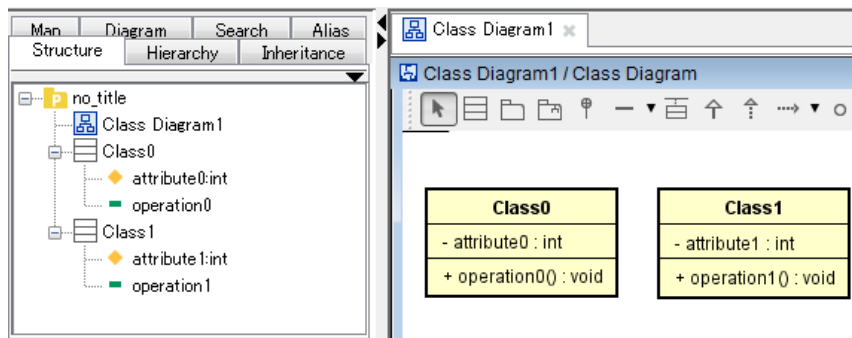 Map Diagram Search Alias
Structure Hierarchy Inheritance
no_title
Class Diagram1
Class0
attribute0:int
operation0
Class1
attribute1:int
operation1
Class Diagram1
Class Diagram1 / Class Diagram
Class0
- attribute0 : int
+ operation0() : void
Class1
- attribute1 : int
+ operation1() : void